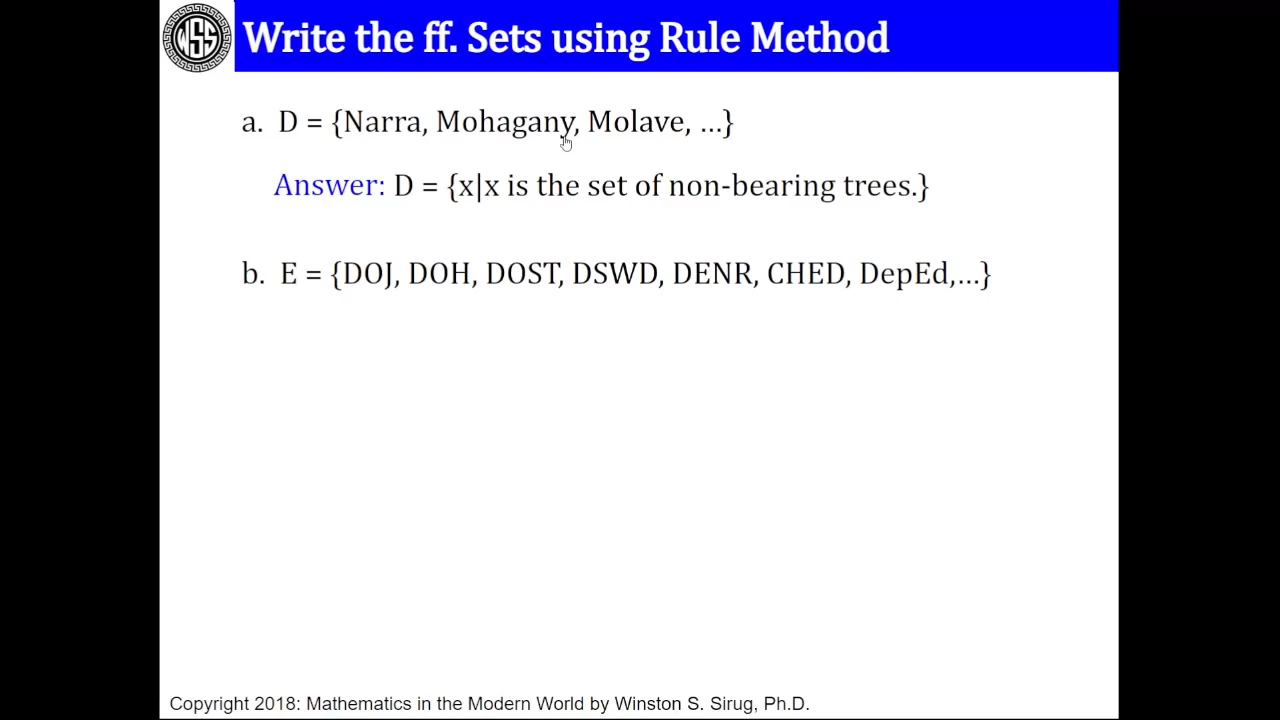 WSS
Write the ff. Sets using Rule Method
a. D = {Narra, Mohagany, Molave, ...}
Answer: D = {x|x is the set of non-bearing trees.}
b. E = {DOJ, DOH, DOST, DSWD, DENR, CHED, DepEd,...}
Copyright 2018: Mathematics in the Modern World by Winston S. Sirug, Ph.D.